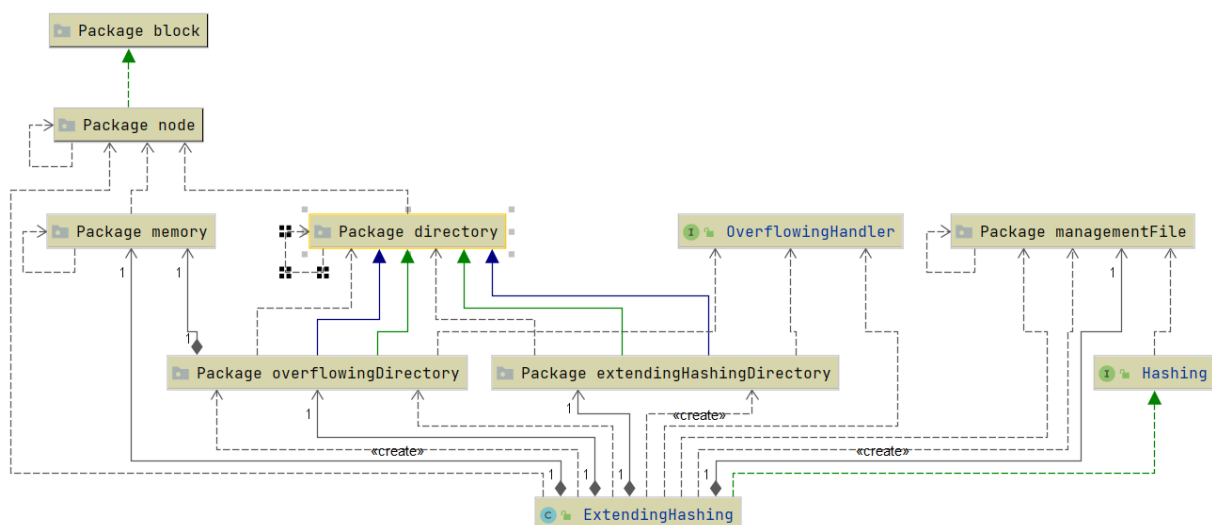 Package block
Package node
Package memory
Package directory
I OverflowingHandler
Package managementFile
1
1
1
1
Package overflowingDirectory
Package extendingHashingDirectory
I Hashing
1
1
«create»
«create»
«create»
1
1
1
1
C ExtendingHashing